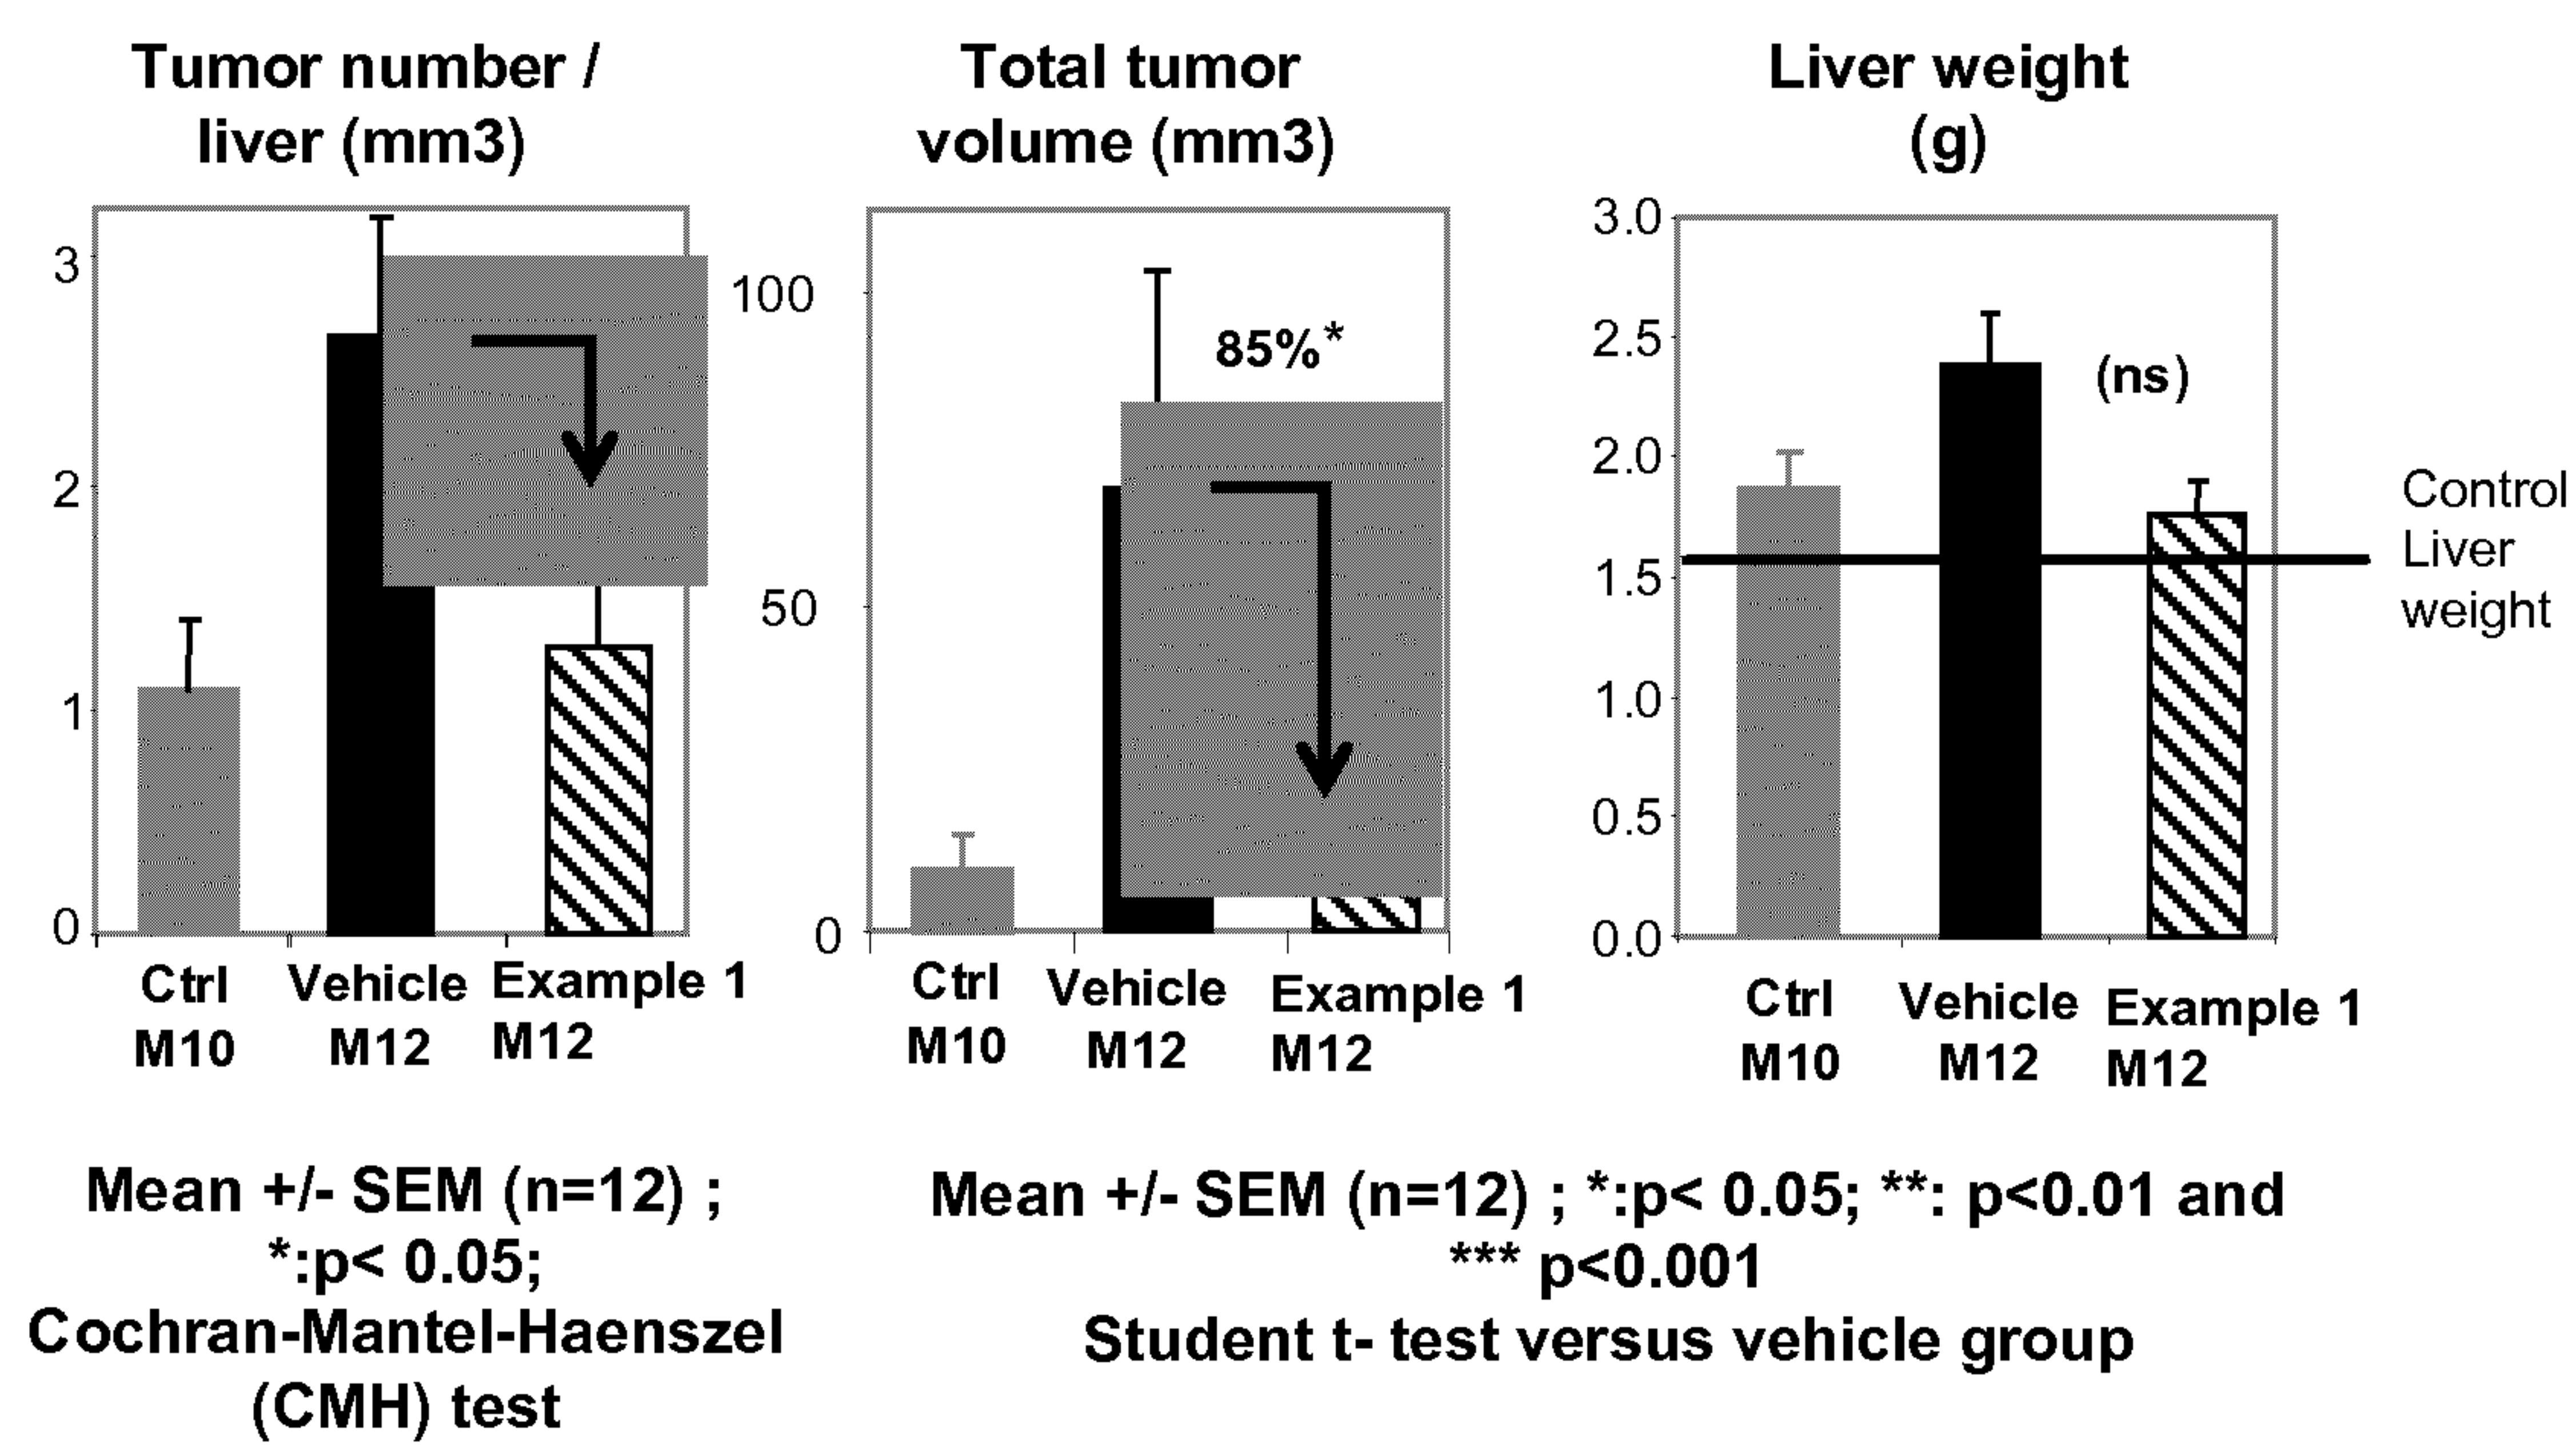 Tumor number /
liver (mm3)
3
2
1
0
Ctrl
M10
Vehicle
M12
Example 1
M12
Mean +/- SEM (n=12) ;
*:p< 0.05;
Cochran-Mantel-Haenszel
(CMH) test
Total tumor
volume (mm3)
100
50
0
85%*
Ctrl
M10
Vehicle
M12
Example 1
M12
Liver weight
(g)
3.0
2.5
2.0
1.5
1.0
0.5
0.0
(ns)
Control
Liver
weight
Ctrl
M10
Vehicle
M12
Example 1
M12
Mean +/- SEM (n=12) ; *:p< 0.05; **: p<0.01 and
*** p<0.001
Student t- test versus vehicle group